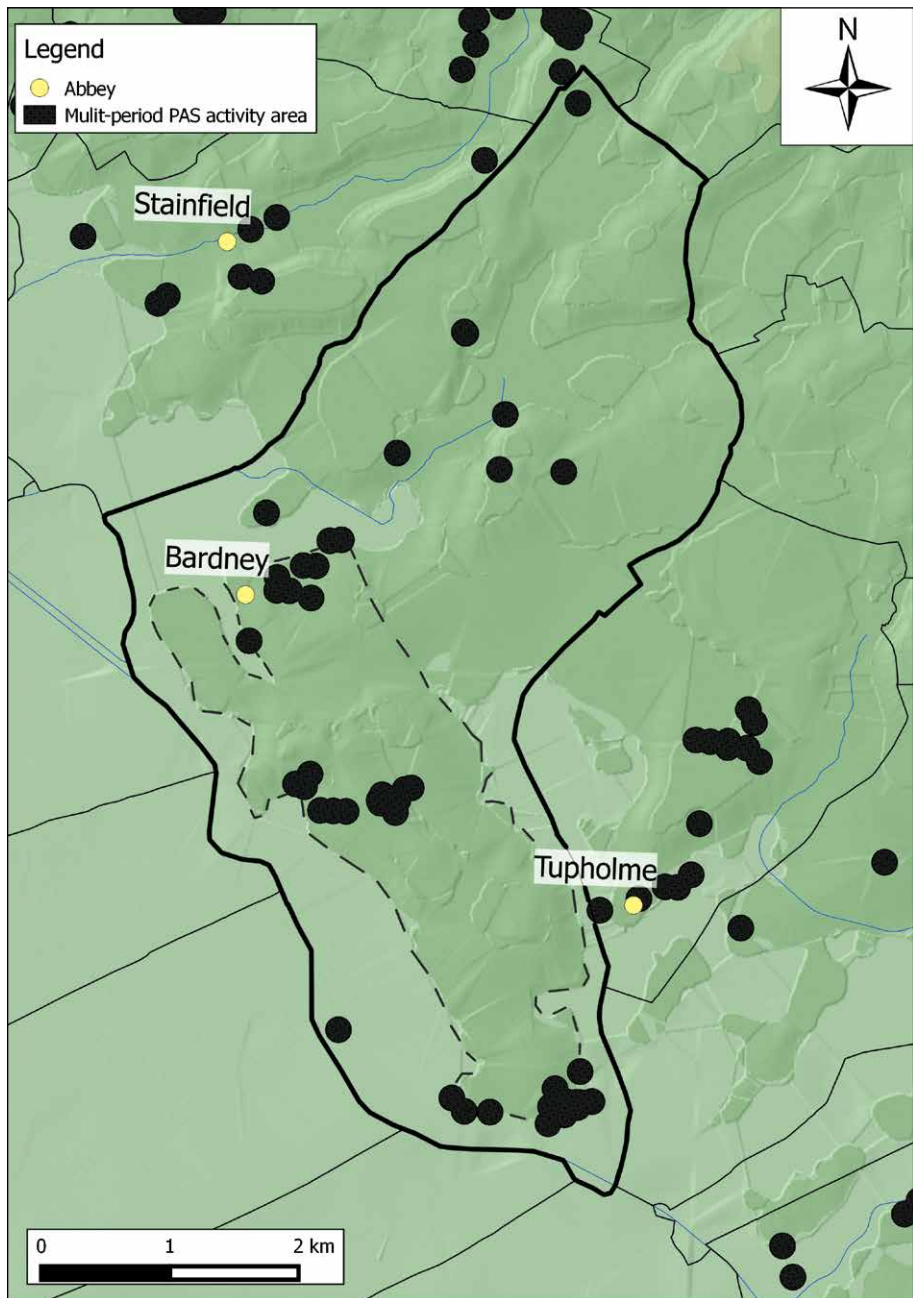 Legend
Abbey
Mulit-period PAS activity area
N
Stainfield
Bardney
Tupholme
0 1 2 km